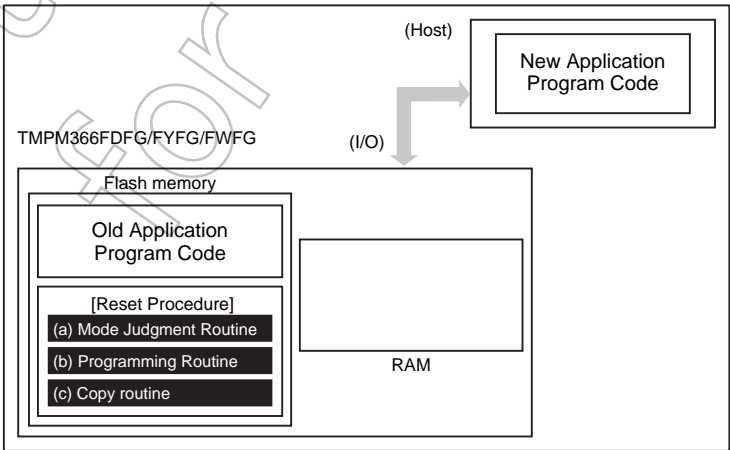 (Host)
New Application
Program Code
(I/O)
TMPM366FDFG/FYFG/FWFG
Flash memory
Old Application
Program Code
[Reset Procedure]
(a) Mode Judgment Routine
(b) Programming Routine
(c) Copy routine
RAM
for